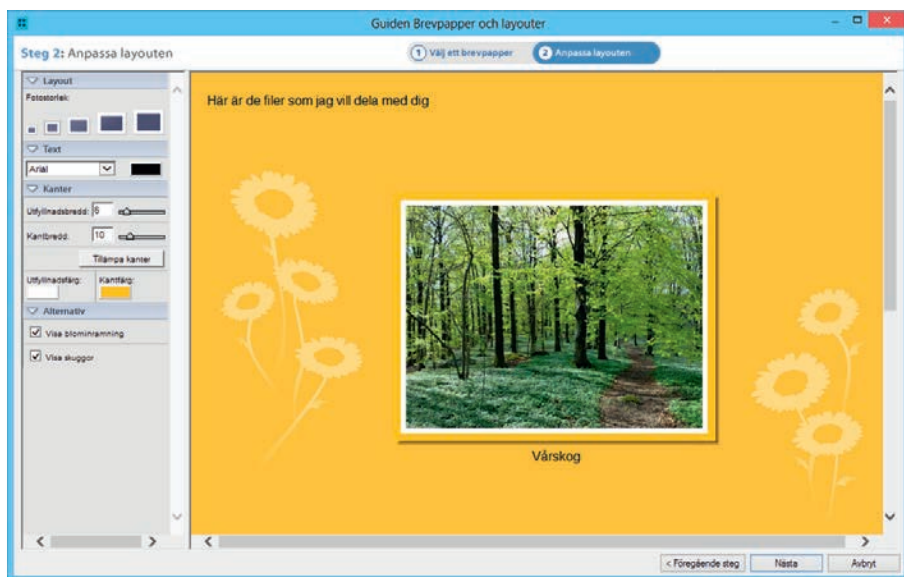 Guiden Brevpapper och layouter
Steg 2: Anpassa layouten
1 Välj ett brevpapper
2 Anpassa layouten
Layout
Fotostorlek:
Text
Arial
Kanter
Utfyllnadsbredd: 6
Kantbredd: 10
Tillämpa kanter
Utfyllnadsfärg: Kantfärg:
Alternativ
Visa blominramning
Visa skuggor
Här är de filer som jag vill dela med dig
Vårskog
< Föregående steg Nästa Avbryt